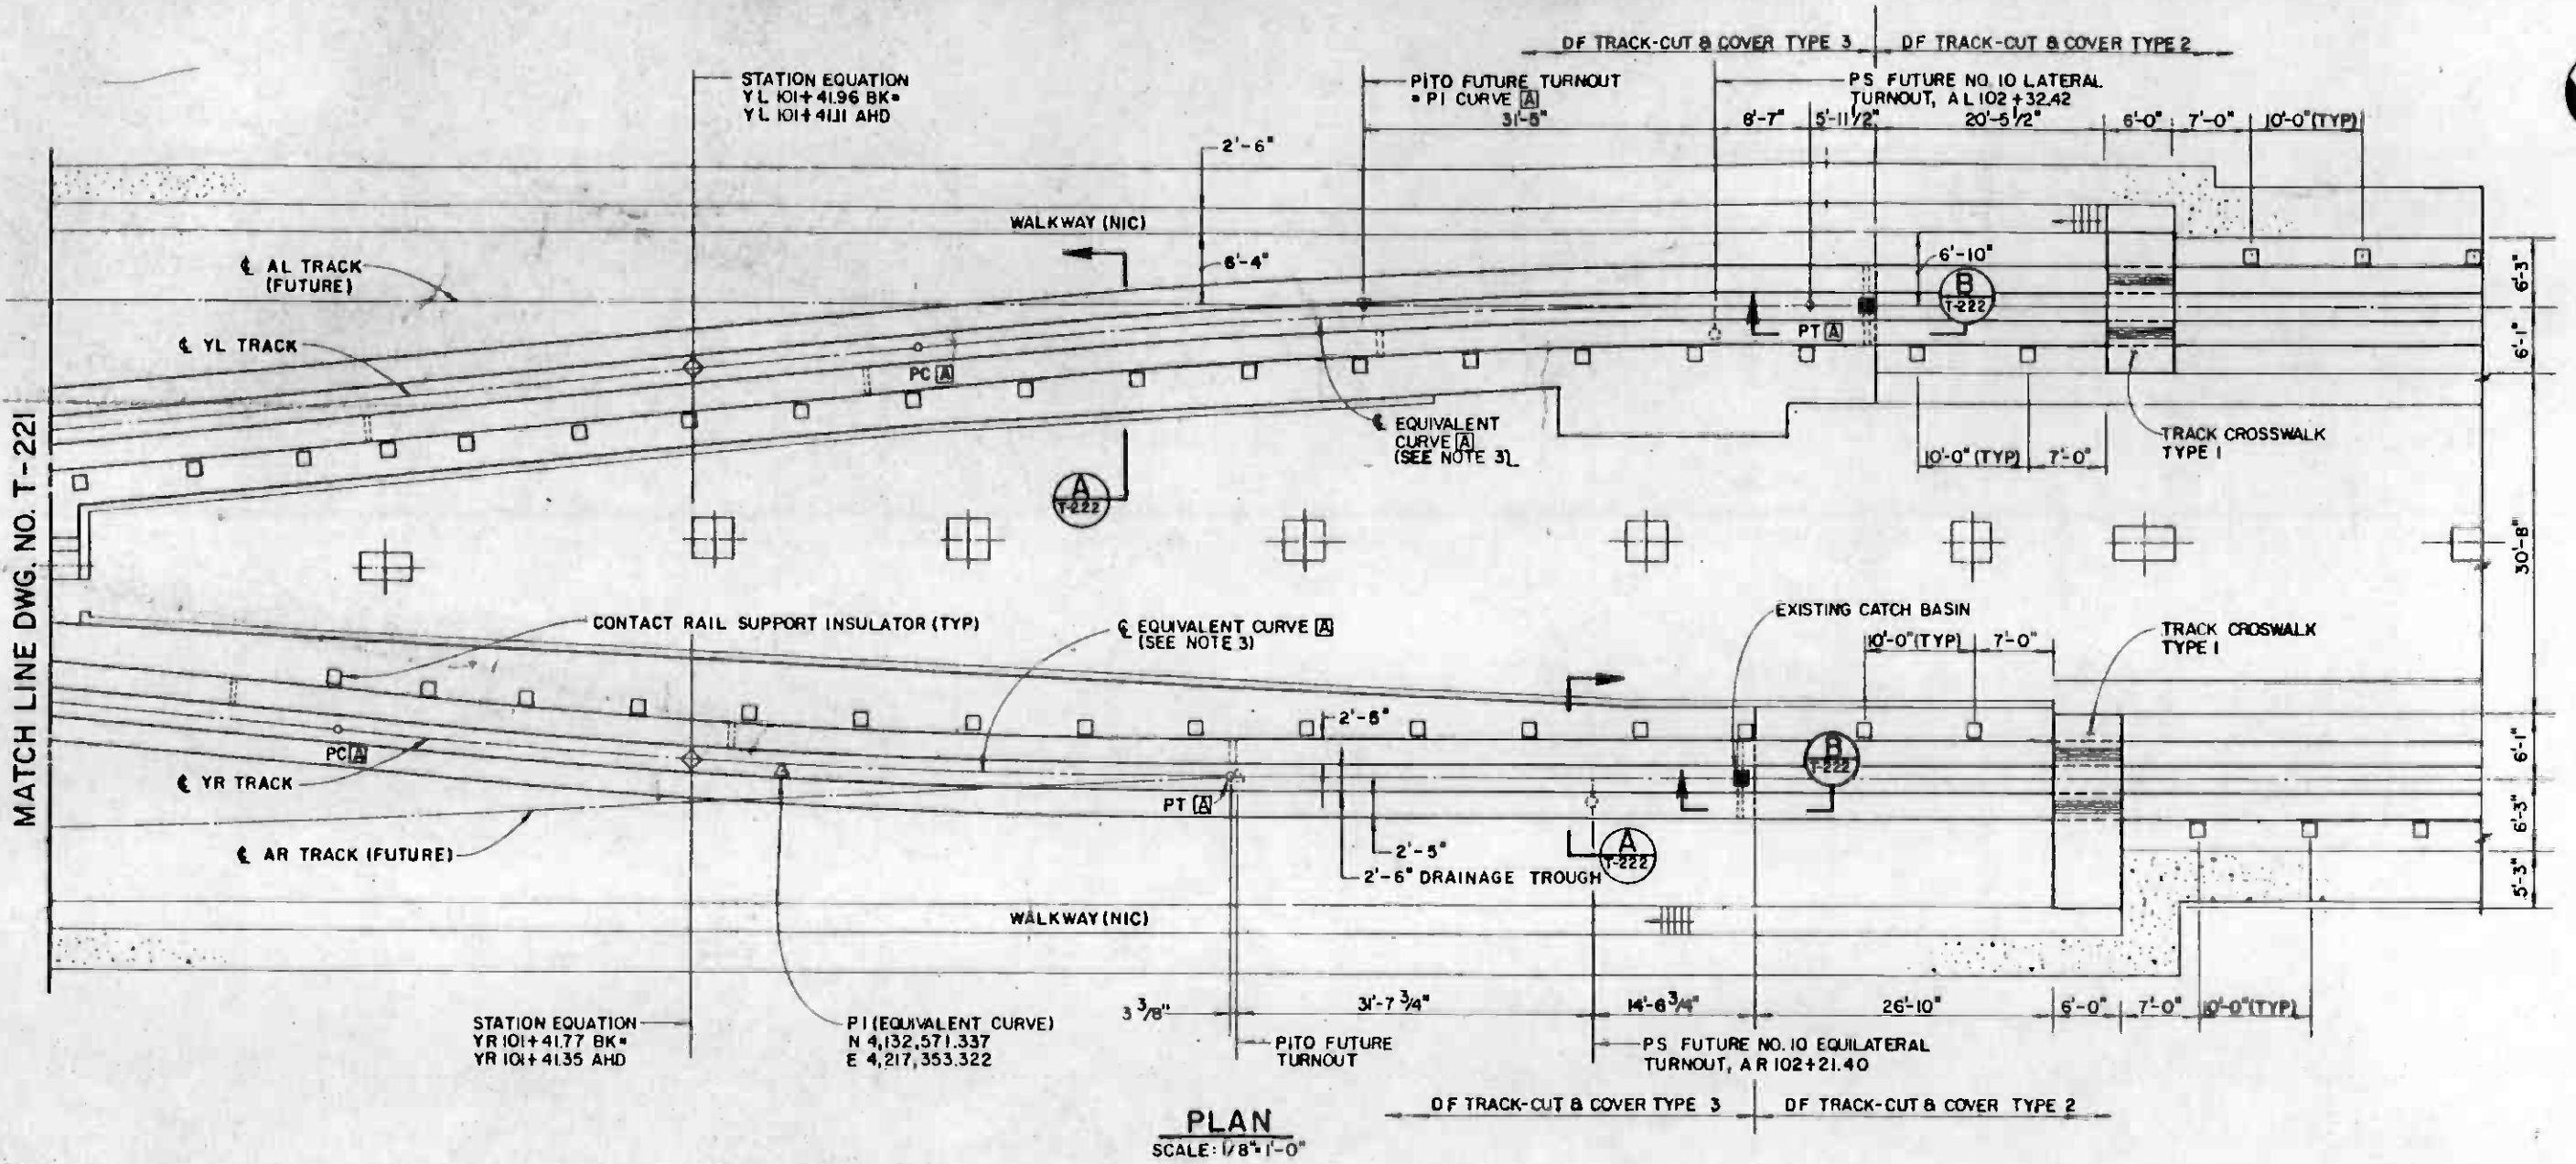 DF TRACK-CUT & COVER TYPE 3
DF TRACK-CUT & COVER TYPE 2
STATION EQUATION
YL 101+41.96 BK=
YL 101+41.11 AHD
PITO FUTURE TURNOUT
= PI CURVE A
PS FUTURE NO. 10 LATERAL
TURNOUT, AL 102+32.42
31'-5"
6'-7"
5'-11 1/2"
20'-5 1/2"
6'-0"
7'-0"
10'-0" (TYP)
2'-6"
WALKWAY (NIC)
6'-4"
6'-10"
B
T-222
℄ AL TRACK
(FUTURE)
℄ YL TRACK
PC A
PT A
6'-3"
6'-1"
℄ EQUIVALENT
CURVE A
(SEE NOTE 3)
10'-0" (TYP)
7'-0"
TRACK CROSSWALK
TYPE 1
A
T-222
MATCH LINE DWG. NO. T-221
30'-8"
CONTACT RAIL SUPPORT INSULATOR (TYP)
℄ EQUIVALENT CURVE A
(SEE NOTE 3)
EXISTING CATCH BASIN
10'-0" (TYP)
7'-0"
TRACK CROSWALK
TYPE 1
PC A
℄ YR TRACK
℄ AR TRACK (FUTURE)
PT A
B
T-222
6'-1"
6'-3"
5'-3"
2'-5"
2'-6" DRAINAGE TROUGH
A
T-222
WALKWAY (NIC)
3 3/8"
31'-7 3/4"
14'-6 3/4"
26'-10"
6'-0"
7'-0"
10'-0" (TYP)
STATION EQUATION
YR 101+41.77 BK=
YR 101+41.35 AHD
PI (EQUIVALENT CURVE)
N 4,132,571.337
E 4,217,353.322
PITO FUTURE
TURNOUT
PS FUTURE NO. 10 EQUILATERAL
TURNOUT, AR 102+21.40
DF TRACK-CUT & COVER TYPE 3
DF TRACK-CUT & COVER TYPE 2
PLAN
SCALE: 1/8"=1'-0"